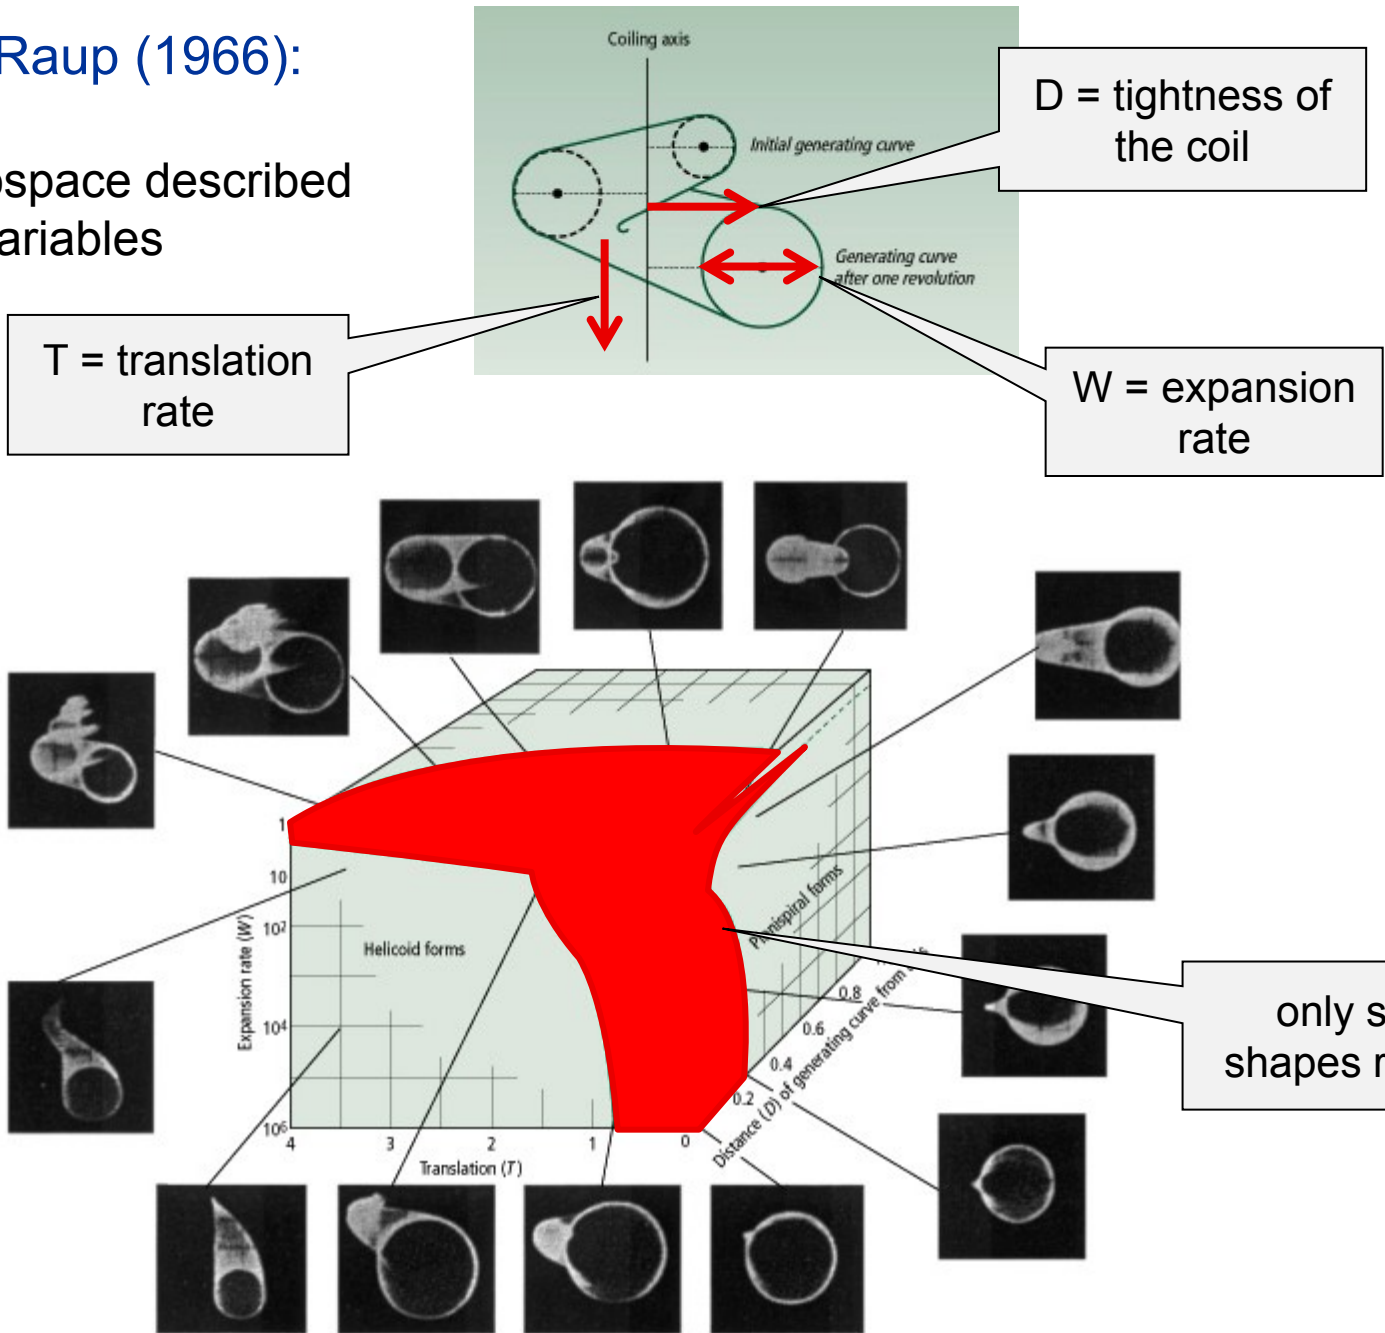 Raup (1966):
Coiling axis
D = tightness of
the coil
Initial generating curve
described
Generating curve
after one revolution
T = translation
rate
W = expansion
rate
1
10
10²
10⁴
10⁶
Expansion rate (W)
Helicoid forms
Planispiral forms
4
3
2
1
0
Translation (T)
0.2
0.4
0.6
0.8
Distance (D) of generating curve from
only
shapes